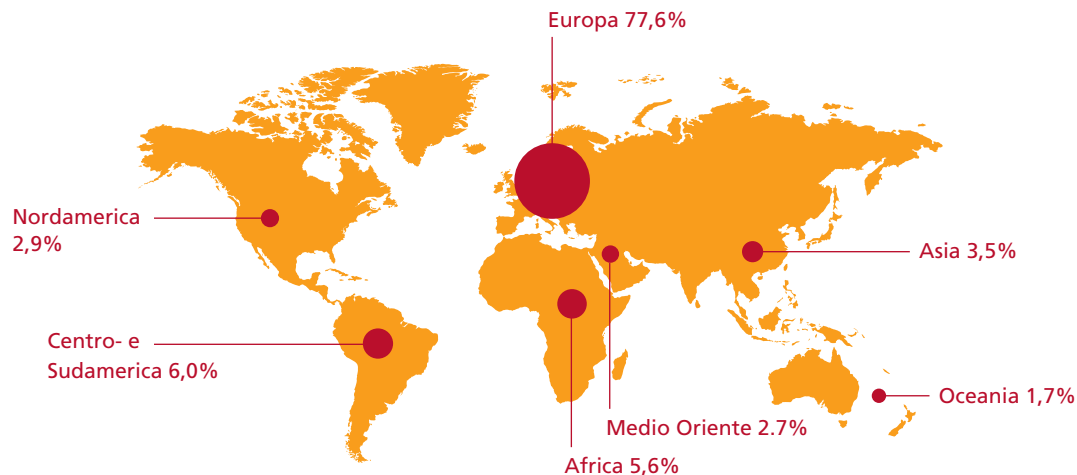 Europa 77,6%
Nordamerica
2,9%
Asia 3,5%
Centro- e
Sudamerica 6,0%
Oceania 1,7%
Medio Oriente 2.7%
Africa 5,6%